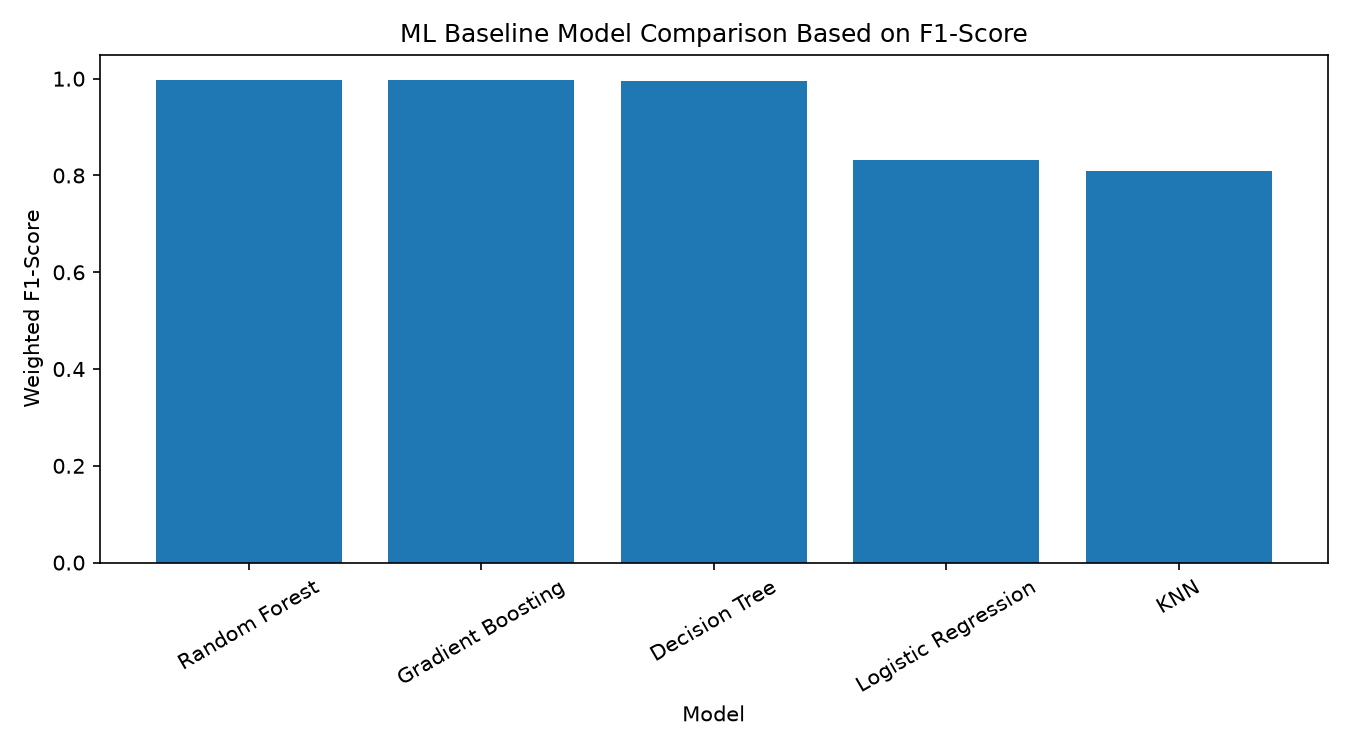 ML Baseline Model Comparison Based on F1-Score
Weighted F1-Score
1.0
0.8
0.6
0.4
0.2
0.0
Random Forest
Gradient Boosting
Decision Tree
Logistic Regression
KNN
Model